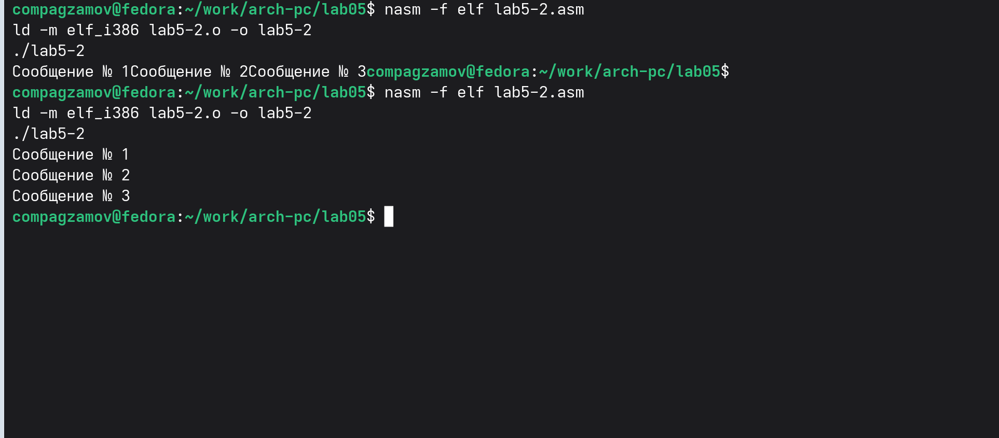 compagzamov@fedora:~/work/arch-pc/lab05$ nasm -f elf lab5-2.asm
ld -m elf_i386 lab5-2.o -o lab5-2
./lab5-2
Сообщение № 1Сообщение № 2Сообщение № 3compagzamov@fedora:~/work/arch-pc/lab05$
compagzamov@fedora:~/work/arch-pc/lab05$ nasm -f elf lab5-2.asm
ld -m elf_i386 lab5-2.o -o lab5-2
./lab5-2
Сообщение № 1
Сообщение № 2
Сообщение № 3
compagzamov@fedora:~/work/arch-pc/lab05$